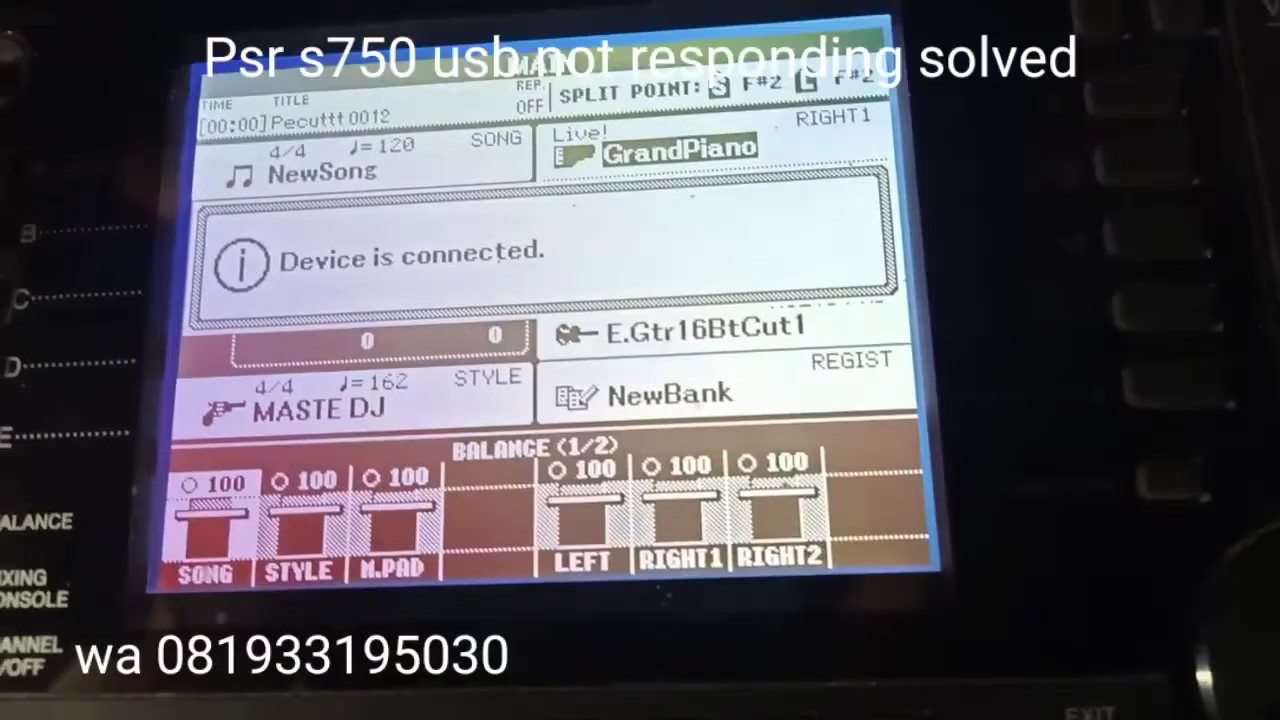 Psr s750 usb not responding solved
MAIN
TIME TITLE REP.
[00:00] Pecuttt 0012 OFF SPLIT POINT: S F#2 L F#2
4/4 ♩=120 SONG
NewSong
Live! RIGHT1
GrandPiano
Device is connected.
0 0
E.Gtr16BtCut1
4/4 ♩=162 STYLE
MASTE DJ
REGIST
NewBank
BALANCE (1/2)
100 100 100 100 100 100
SONG STYLE M.PAD LEFT RIGHT1 RIGHT2
B
C
D
E
ALANCE
IXING
ONSOLE
ANNEL
/OFF
wa 081933195030
EXIT